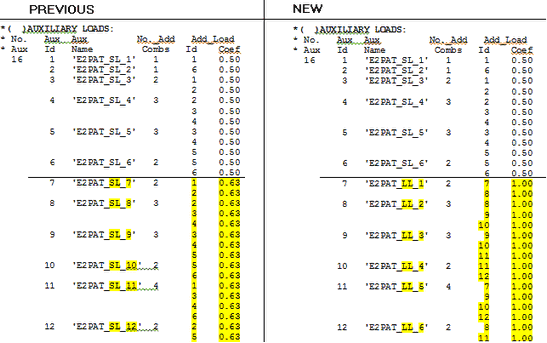 PREVIOUS
*( )AUXILIARY LOADS:
* No. Aux Aux No._Add Add_Load
* Aux Id Name Combs Id Coef
16 1 'E2PAT_SL_1' 1 1 0.50
2 'E2PAT_SL_2' 1 6 0.50
3 'E2PAT_SL_3' 2 1 0.50
2 0.50
4 'E2PAT_SL_4' 3 2 0.50
3 0.50
4 0.50
5 'E2PAT_SL_5' 3 3 0.50
4 0.50
5 0.50
6 'E2PAT_SL_6' 2 5 0.50
6 0.50
7 'E2PAT_SL_7' 2 1 0.63
2 0.63
8 'E2PAT_SL_8' 3 2 0.63
3 0.63
4 0.63
9 'E2PAT_SL_9' 3 3 0.63
4 0.63
5 0.63
10 'E2PAT_SL_10' 2 5 0.63
6 0.63
11 'E2PAT_SL_11' 4 1 0.63
3 0.63
4 0.63
6 0.63
12 'E2PAT_SL_12' 2 2 0.63
5 0.63
NEW
*( )AUXILIARY LOADS:
* No. Aux Aux No._Add Add_Load
* Aux Id Name Combs Id Coef
16 1 'E2PAT_SL_1' 1 1 0.50
2 'E2PAT_SL_2' 1 6 0.50
3 'E2PAT_SL_3' 2 1 0.50
2 0.50
4 'E2PAT_SL_4' 3 2 0.50
3 0.50
4 0.50
5 'E2PAT_SL_5' 3 3 0.50
4 0.50
5 0.50
6 'E2PAT_SL_6' 2 5 0.50
6 0.50
7 'E2PAT_LL_1' 2 7 1.00
8 1.00
8 'E2PAT_LL_2' 3 8 1.00
9 1.00
10 1.00
9 'E2PAT_LL_3' 3 9 1.00
10 1.00
11 1.00
10 'E2PAT_LL_4' 2 11 1.00
12 1.00
11 'E2PAT_LL_5' 4 7 1.00
9 1.00
10 1.00
12 1.00
12 'E2PAT_LL_6' 2 8 1.00
11 1.00